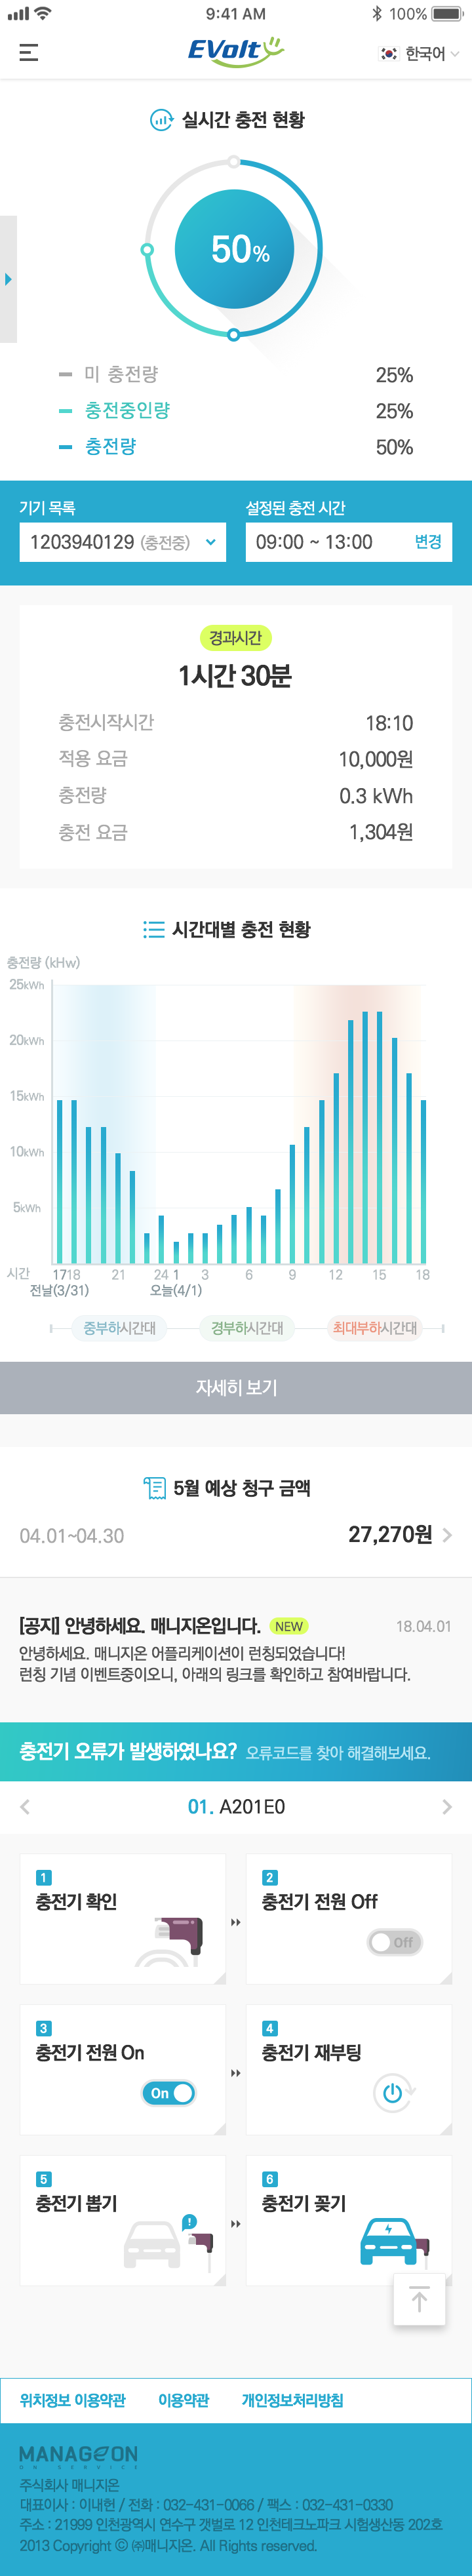 9:41 AM
100%
EVolt
한국어
실시간 충전 현황
50%
미 충전량 25%
충전중인량 25%
충전량 50%
기기 목록
설정된 충전 시간
1203940129 (충전중)
09:00 ~ 13:00 변경
경과시간
1시간 30분
충전시작시간 18:10
적용 요금 10,000원
충전량 0.3 kWh
충전 요금 1,304원
시간대별 충전 현황
충전량 (kHw)
25kWh
20kWh
15kWh
10kWh
5kWh
시간 17 18 21 24 1 3 6 9 12 15 18
전날(3/31) 오늘(4/1)
중부하시간대 경부하시간대 최대부하시간대
자세히 보기
5월 예상 청구 금액
04.01~04.30 27,270원
[공지] 안녕하세요. 매니지온입니다. NEW 18.04.01
안녕하세요. 매니지온 어플리케이션이 런칭되었습니다!
런칭 기념 이벤트중이오니, 아래의 링크를 확인하고 참여바랍니다.
충전기 오류가 발생하였나요? 오류코드를 찾아 해결해보세요.
01. A201E0
1
충전기 확인
2
충전기 전원 Off
Off
3
충전기 전원 On
On
4
충전기 재부팅
5
충전기 뽑기
!
6
충전기 꽂기
위치정보 이용약관 이용약관 개인정보처리방침
MANAGEON
주식회사 매니지온
대표이사 : 이내헌 / 전화 : 032-431-0066 / 팩스 : 032-431-0330
주소 : 21999 인천광역시 연수구 갯벌로 12 인천테크노파크 시험생산동 202호
2013 Copyright © ㈜매니지온. All Rights reserved.